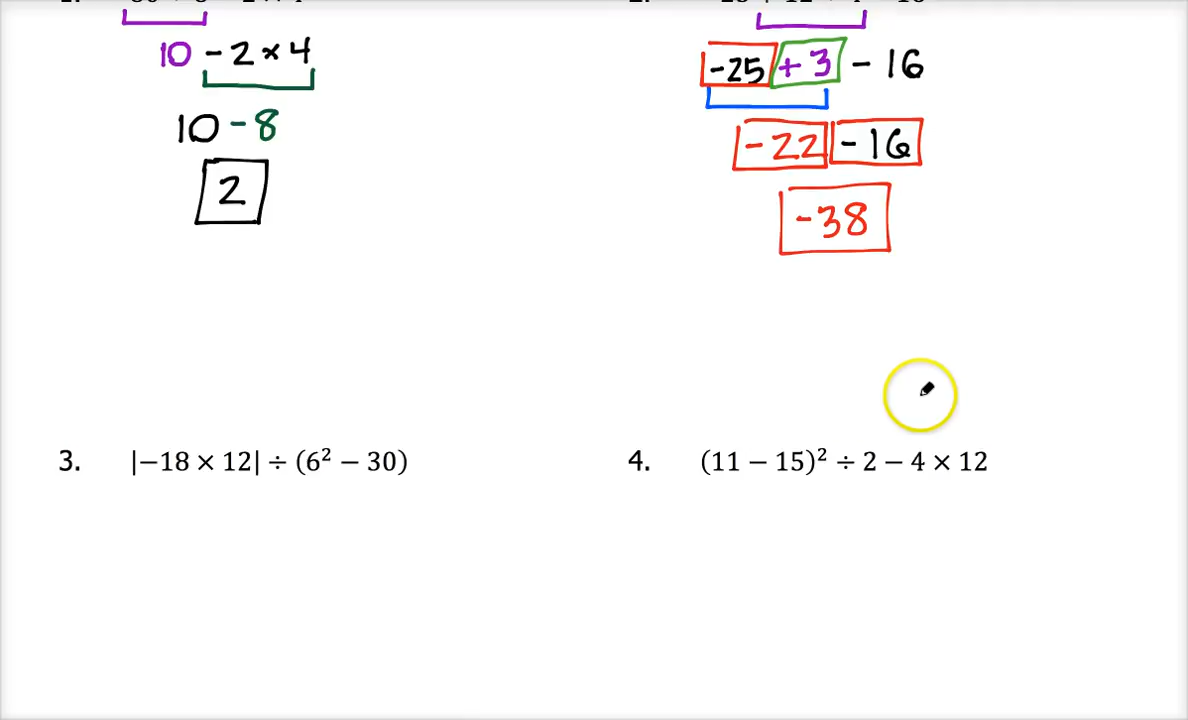 10 - 2 × 4
10 - 8
2
-25 + 3 - 16
-22 - 16
-38
3. |−18 × 12| ÷ (6² − 30)
4. (11 − 15)² ÷ 2 − 4 × 12